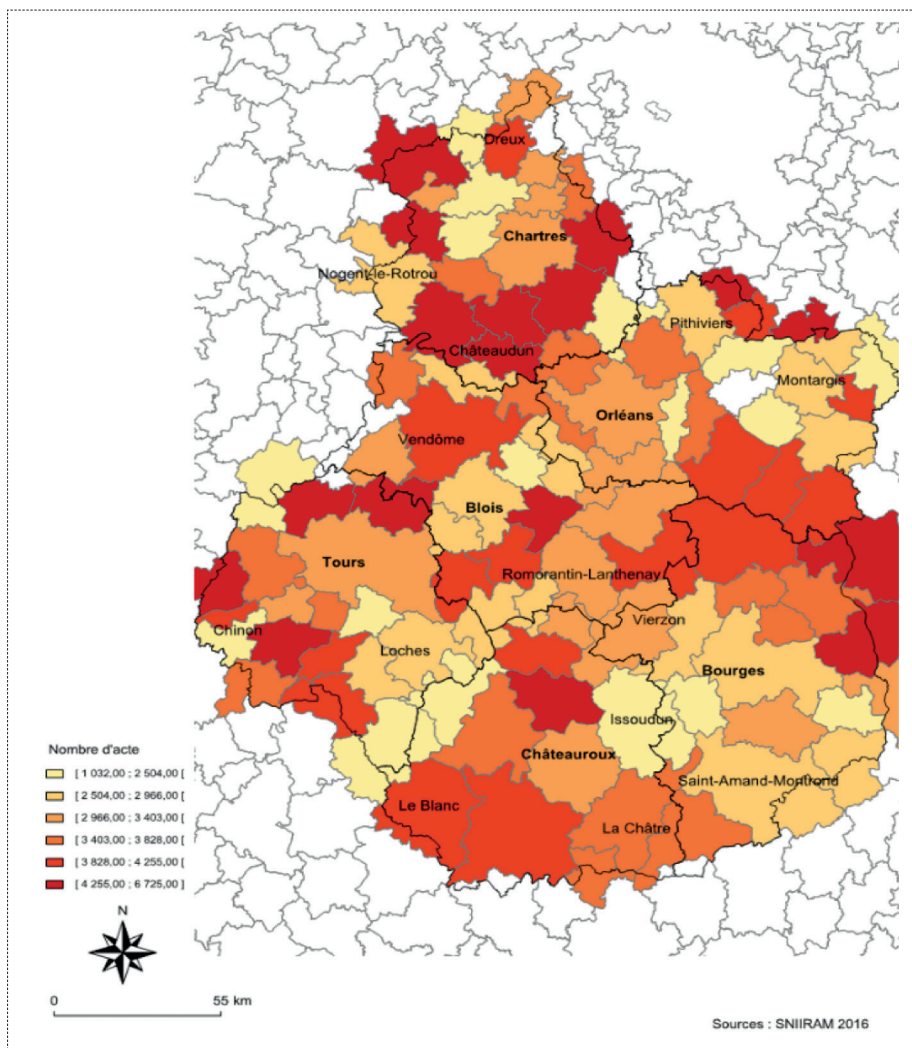 Dreux
Chartres
Nogent-le-Rotrou
Pithiviers
Châteaudun
Montargis
Orléans
Vendôme
Blois
Tours
Romorantin-Lanthenay
Chinon
Vierzon
Loches
Bourges
Issoudun
Nombre d'acte
[ 1 032,00 ; 2 504,00 [
[ 2 504,00 ; 2 966,00 [
[ 2 966,00 ; 3 403,00 [
[ 3 403,00 ; 3 828,00 [
[ 3 828,00 ; 4 255,00 [
[ 4 255,00 ; 6 725,00 ]
Châteauroux
Saint-Amand-Montrond
Le Blanc
La Châtre
N
0 55 km
Sources : SNIIRAM 2016